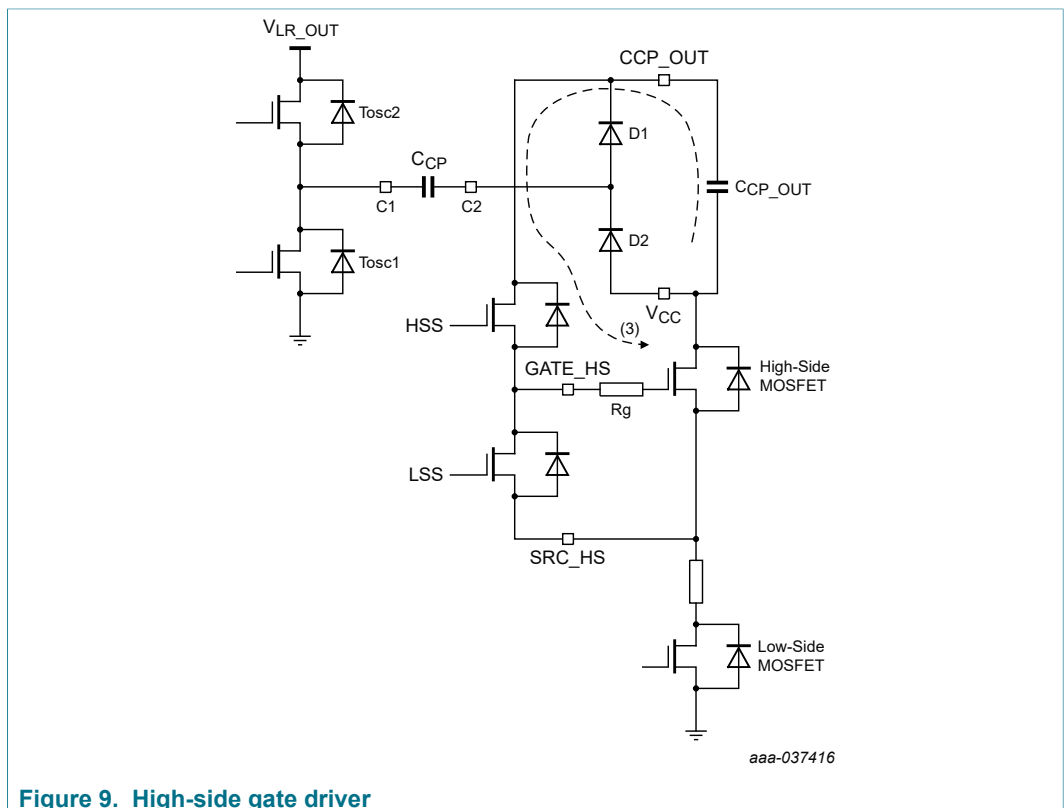 VLR_OUT
CCP_OUT
Tosc2
D1
CCP
CCP_OUT
C1
C2
D2
Tosc1
VCC
HSS
(3)
GATE_HS
High-Side
MOSFET
Rg
LSS
SRC_HS
Low-Side
MOSFET
aaa-037416
Figure 9. High-side gate driver